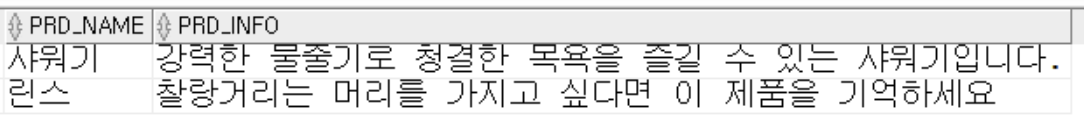 PRD_NAME PRD_INFO
샤워기 강력한 물줄기로 청결한 목욕을 즐길 수 있는 샤워기입니다.
린스 찰랑거리는 머리를 가지고 싶다면 이 제품을 기억하세요